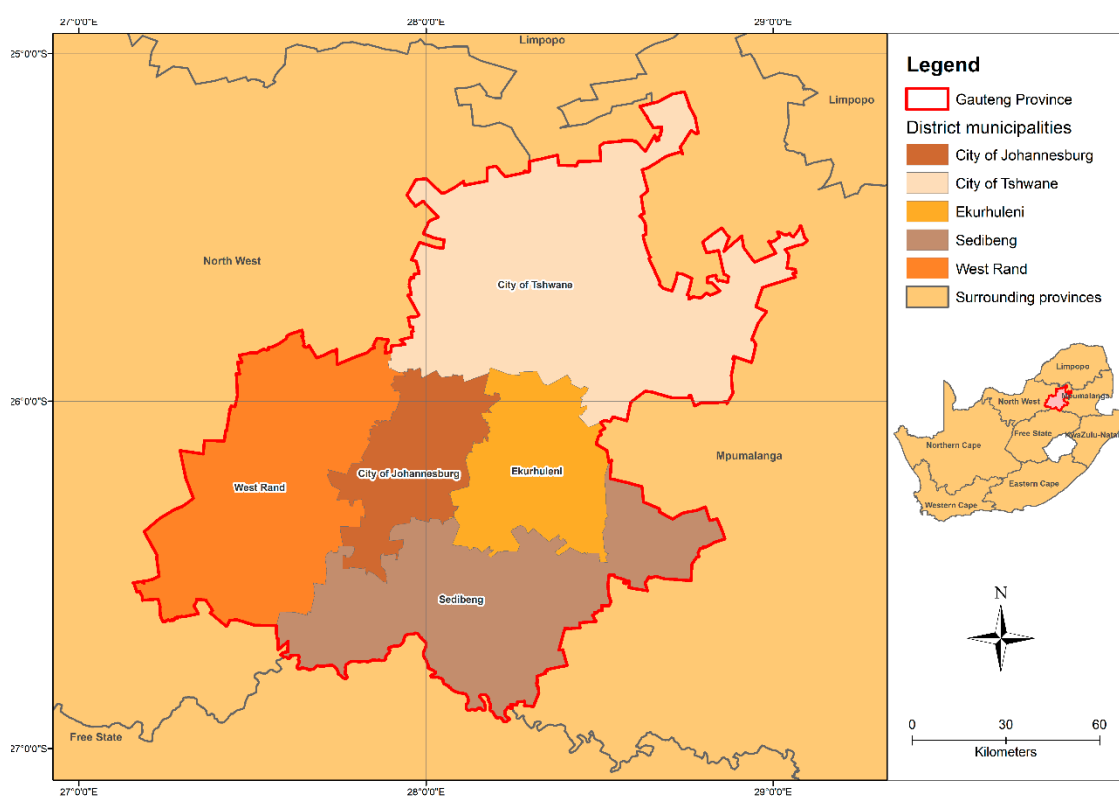 27°0'0"E
28°0'0"E
29°0'0"E
25°0'0"S
26°0'0"S
27°0'0"S
Limpopo
Limpopo
North West
City of Tshwane
Mpumalanga
West Rand
City of Johannesburg
Ekurhuleni
Sedibeng
Free State
27°0'0"E
28°0'0"E
29°0'0"E
Legend
Gauteng Province
District municipalities
City of Johannesburg
City of Tshwane
Ekurhuleni
Sedibeng
West Rand
Surrounding provinces
Limpopo
North West
Mpumalanga
Free State
KwaZulu-Natal
Northern Cape
Eastern Cape
Western Cape
N
0 30 60
Kilometers